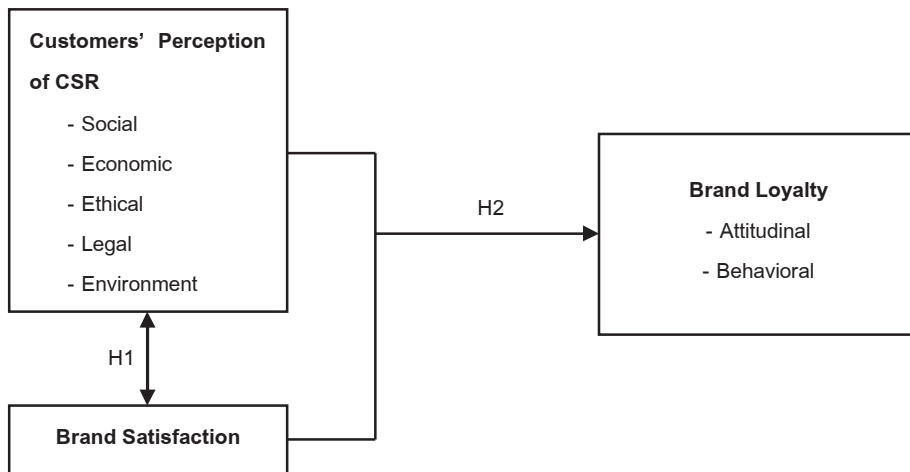 Customers’ Perception
of CSR
- Social
- Economic
- Ethical
- Legal
- Environment
H1
Brand Satisfaction
H2
Brand Loyalty
- Attitudinal
- Behavioral